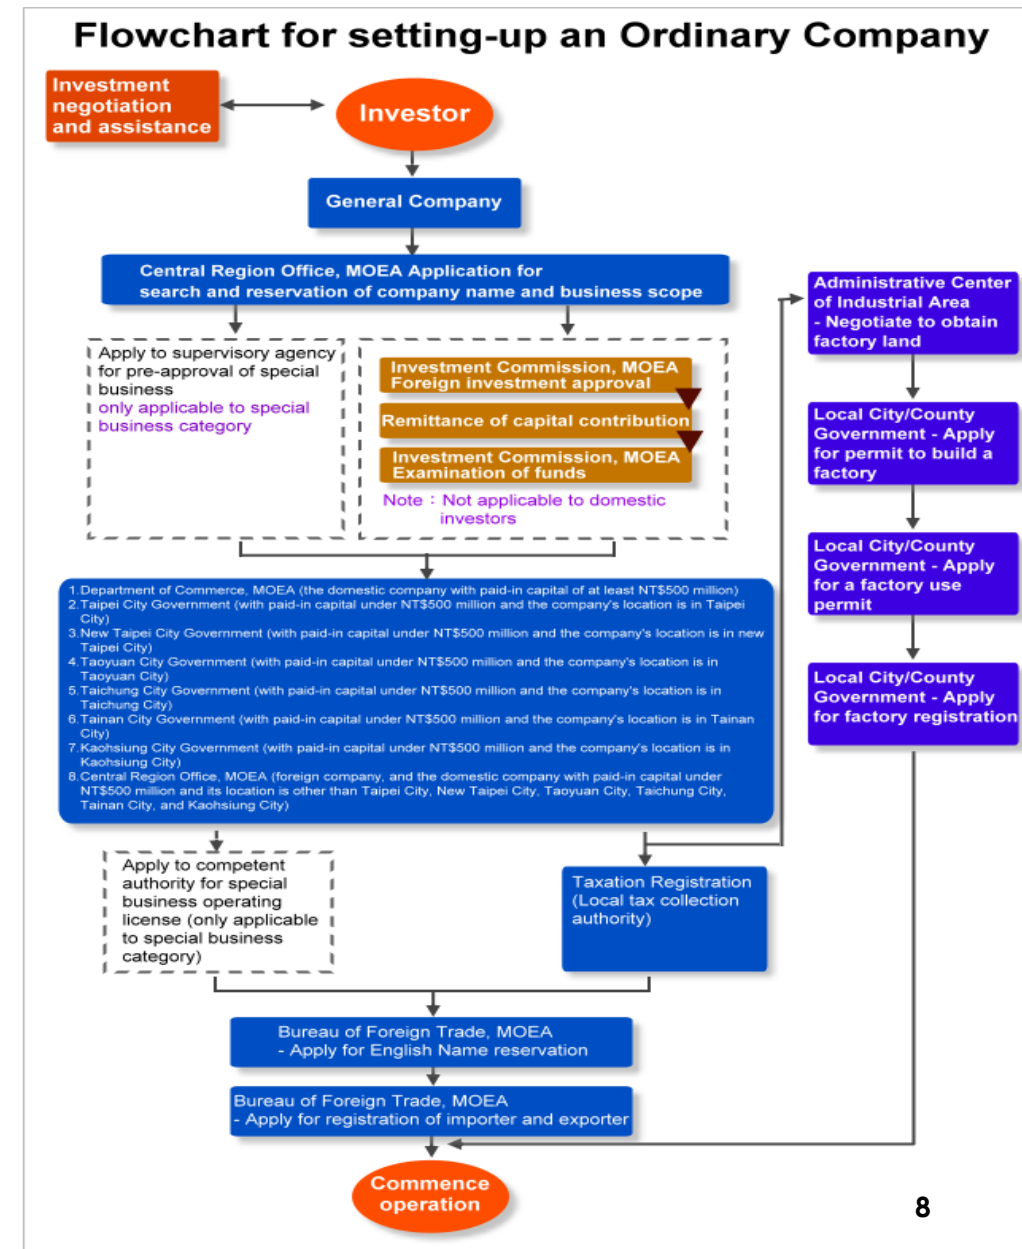 Flowchart for setting-up an Ordinary Company
Investment
negotiation
and assistance
Investor
General Company
Central Region Office, MOEA Application for
search and reservation of company name and business scope
Apply to supervisory agency
for pre-approval of special
business
only applicable to special
business category
Investment Commission, MOEA
Foreign investment approval
Remittance of capital contribution
Investment Commission, MOEA
Examination of funds
Note : Not applicable to domestic
investors
1.Department of Commerce, MOEA (the domestic company with paid-in capital of at least NT$500 million)
2.Taipei City Government (with paid-in capital under NT$500 million and the company's location is in Taipei
City)
3.New Taipei City Government (with paid-in capital under NT$500 million and the company's location is in new
Taipei City)
4.Taoyuan City Government (with paid-in capital under NT$500 million and the company's location is in
Taoyuan City)
5.Taichung City Government (with paid-in capital under NT$500 million and the company's location is in
Taichung City)
6.Tainan City Government (with paid-in capital under NT$500 million and the company's location is in Tainan
City)
7.Kaohsiung City Government (with paid-in capital under NT$500 million and the company's location is in
Kaohsiung City)
8.Central Region Office, MOEA (foreign company, and the domestic company with paid-in capital under
NT$500 million and its location is other than Taipei City, New Taipei City, Taoyuan City, Taichung City,
Tainan City, and Kaohsiung City)
Apply to competent
authority for special
business operating
license (only applicable
to special business
category)
Taxation Registration
(Local tax collection
authority)
Bureau of Foreign Trade, MOEA
- Apply for English Name reservation
Bureau of Foreign Trade, MOEA
- Apply for registration of importer and exporter
Commence
operation
Administrative Center
of Industrial Area
- Negotiate to obtain
factory land
Local City/County
Government - Apply
for permit to build a
factory
Local City/County
Government - Apply
for a factory use
permit
Local City/County
Government - Apply
for factory registration
8